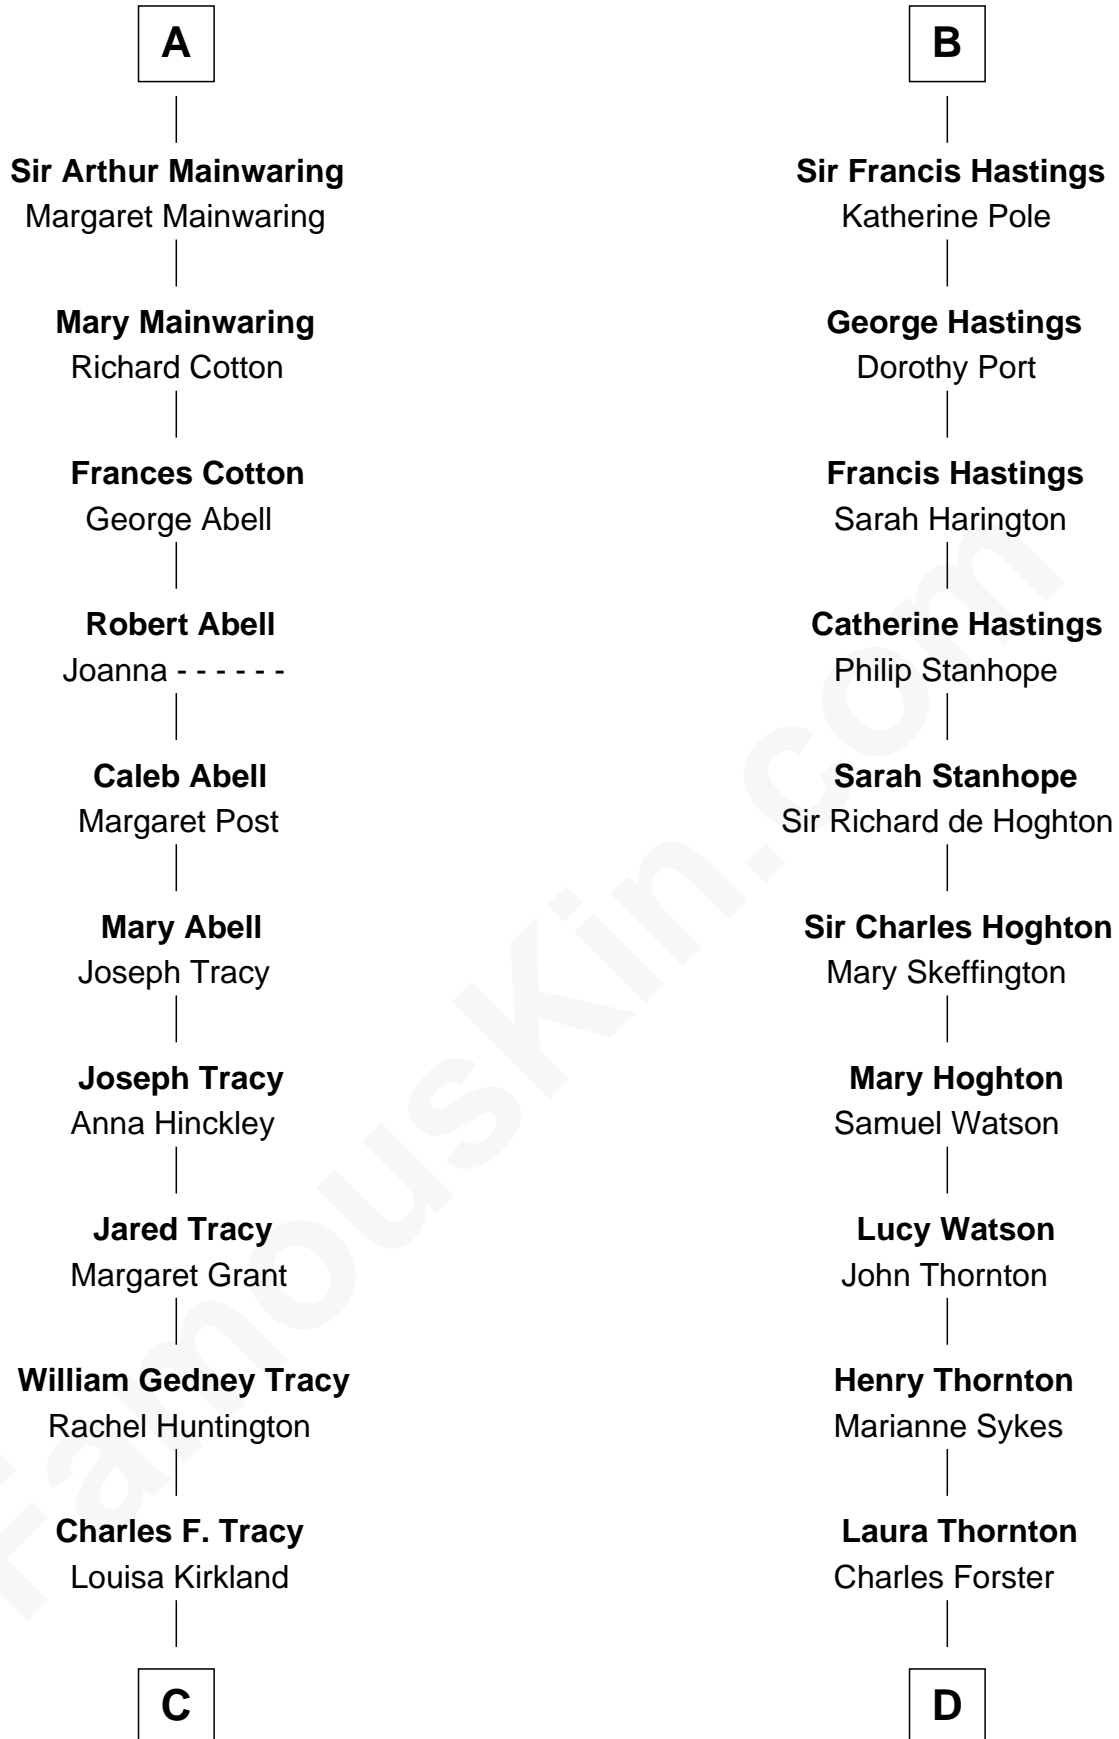 A
Sir Arthur Mainwaring
Margaret Mainwaring
Mary Mainwaring
Richard Cotton
Frances Cotton
George Abell
Robert Abell
Joanna - - - - - -
Caleb Abell
Margaret Post
Mary Abell
Joseph Tracy
Joseph Tracy
Anna Hinckley
Jared Tracy
Margaret Grant
William Gedney Tracy
Rachel Huntington
Charles F. Tracy
Louisa Kirkland
C
B
Sir Francis Hastings
Katherine Pole
George Hastings
Dorothy Port
Francis Hastings
Sarah Harington
Catherine Hastings
Philip Stanhope
Sarah Stanhope
Sir Richard de Hoghton
Sir Charles Hoghton
Mary Skeffington
Mary Hoghton
Samuel Watson
Lucy Watson
John Thornton
Henry Thornton
Marianne Sykes
Laura Thornton
Charles Forster
D
FamousKin.com